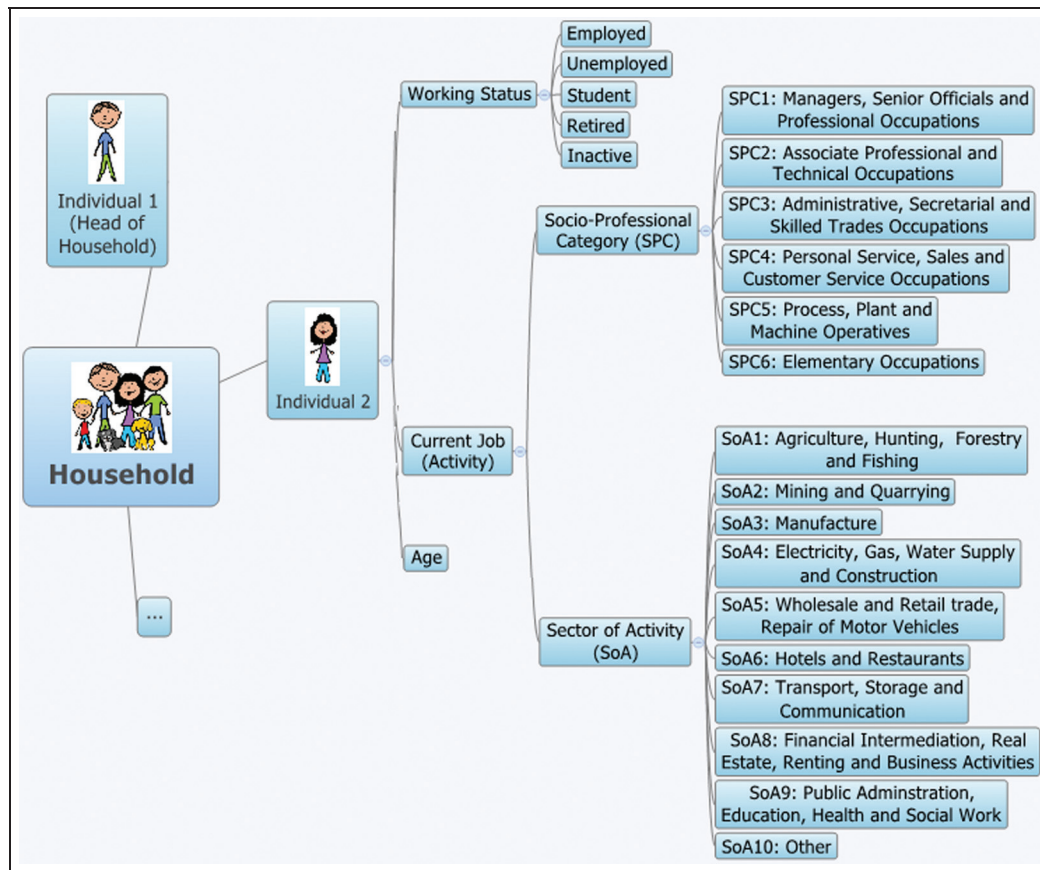 Individual 1
(Head of
Household)
Household
...
Individual 2
Working Status
Employed
Unemployed
Student
Retired
Inactive
Current Job
(Activity)
Age
Socio-Professional
Category (SPC)
SPC1: Managers, Senior Officials and
Professional Occupations
SPC2: Associate Professional and
Technical Occupations
SPC3: Administrative, Secretarial and
Skilled Trades Occupations
SPC4: Personal Service, Sales and
Customer Service Occupations
SPC5: Process, Plant and
Machine Operatives
SPC6: Elementary Occupations
Sector of Activity
(SoA)
SoA1: Agriculture, Hunting, Forestry
and Fishing
SoA2: Mining and Quarrying
SoA3: Manufacture
SoA4: Electricity, Gas, Water Supply
and Construction
SoA5: Wholesale and Retail trade,
Repair of Motor Vehicles
SoA6: Hotels and Restaurants
SoA7: Transport, Storage and
Communication
SoA8: Financial Intermediation, Real
Estate, Renting and Business Activities
SoA9: Public Adminstration,
Education, Health and Social Work
SoA10: Other